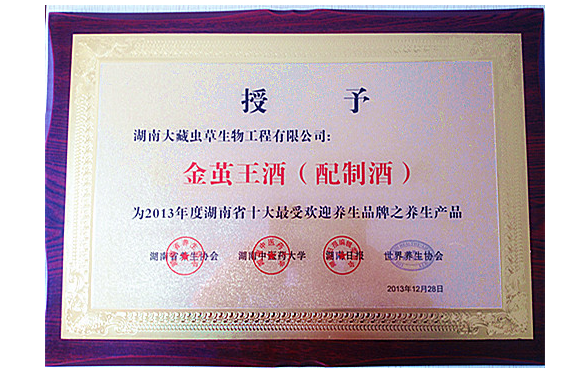 授 予
湖南大藏虫草生物工程有限公司:
金茧王酒（配制酒）
为2013年度湖南省十大最受欢迎养生品牌之养生产品
湖南省养生协会 湖南中医药大学 湖南日报 世界养生协会
2013年12月28日